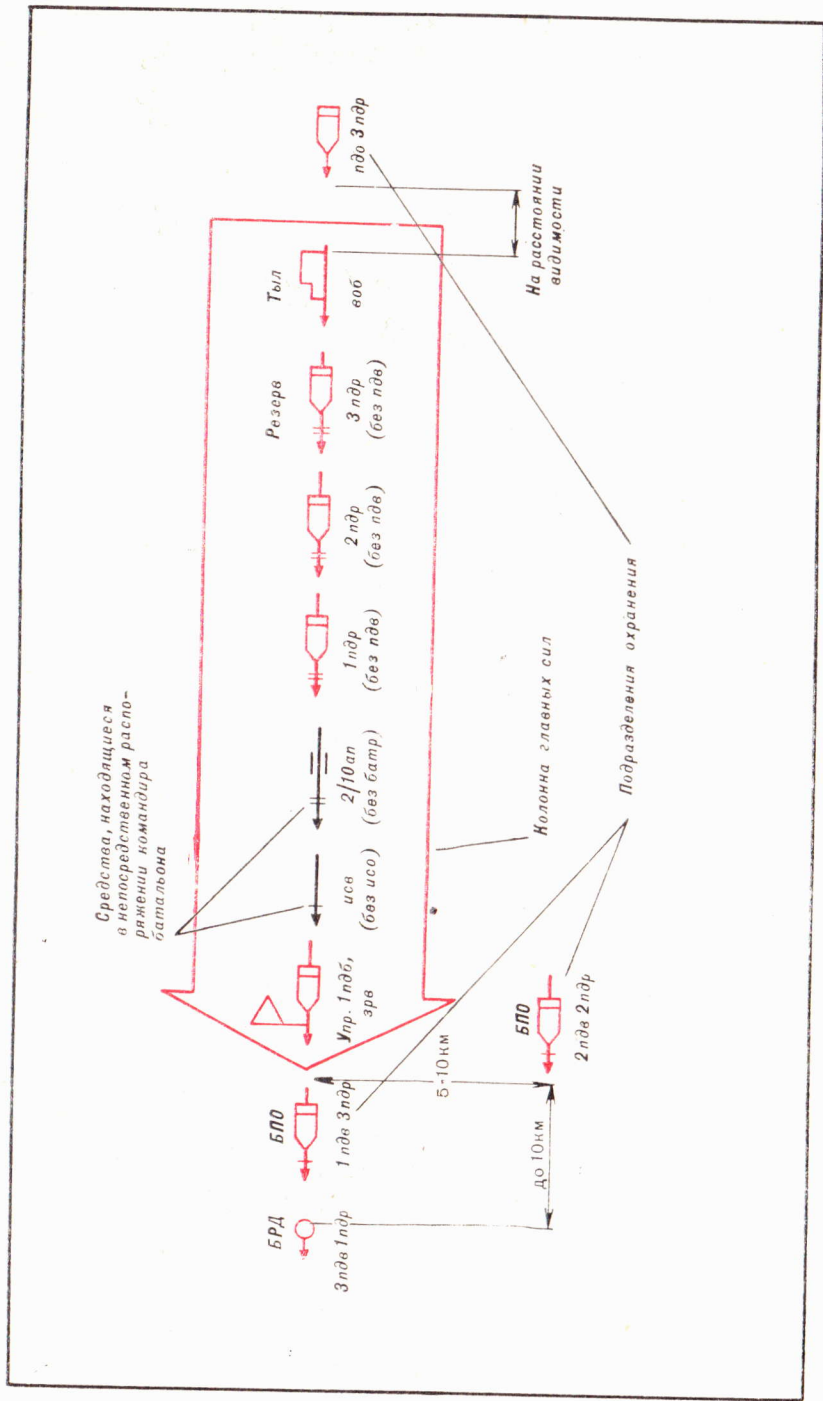 Средства, находящиеся
в непосредственном распо-
ряжении командира
батальона
БРД
3 пдв 1 пдр
БПО
1 пдв 3 пдр
Упр. 1 пдб,
зрв
исв
(без исо)
2/10ап
(без батр)
1 пдр
(без пдв)
2 пдр
(без пдв)
Резерв
3 пдр
(без пдв)
Тыл
воб
пдо 3 пдр
На расстоянии
видимости
5-10км
до 10км
БПО
2 пдв 2 пдр
Колонна главных сил
Подразделения охранения